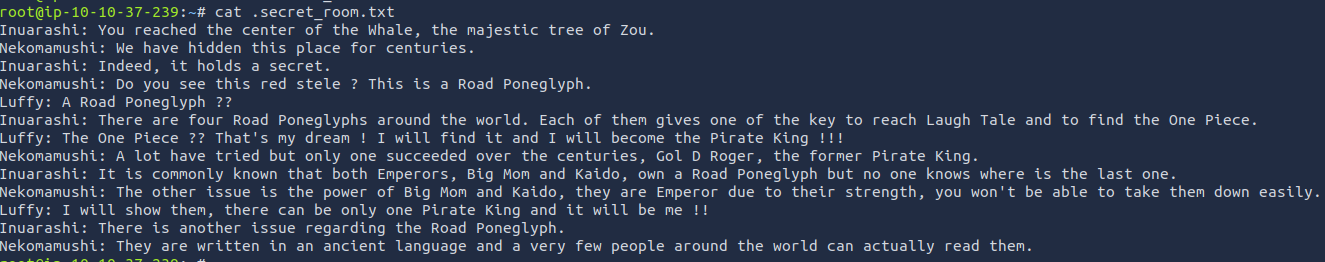 root@ip-10-10-37-239:~# cat .secret_room.txt
Inuarashi: You reached the center of the Whale, the majestic tree of Zou.
Nekomamushi: We have hidden this place for centuries.
Inuarashi: Indeed, it holds a secret.
Nekomamushi: Do you see this red stele ? This is a Road Poneglyph.
Luffy: A Road Poneglyph ??
Inuarashi: There are four Road Poneglyphs around the world. Each of them gives one of the key to reach Laugh Tale and to find the One Piece.
Luffy: The One Piece ?? That's my dream ! I will find it and I will become the Pirate King !!!
Nekomamushi: A lot have tried but only one succeeded over the centuries, Gol D Roger, the former Pirate King.
Inuarashi: It is commonly known that both Emperors, Big Mom and Kaido, own a Road Poneglyph but no one knows where is the last one.
Nekomamushi: The other issue is the power of Big Mom and Kaido, they are Emperor due to their strength, you won't be able to take them down easily.
Luffy: I will show them, there can be only one Pirate King and it will be me !!
Inuarashi: There is another issue regarding the Road Poneglyph.
Nekomamushi: They are written in an ancient language and a very few people around the world can actually read them.
root@ip-10-10-37-239:~#